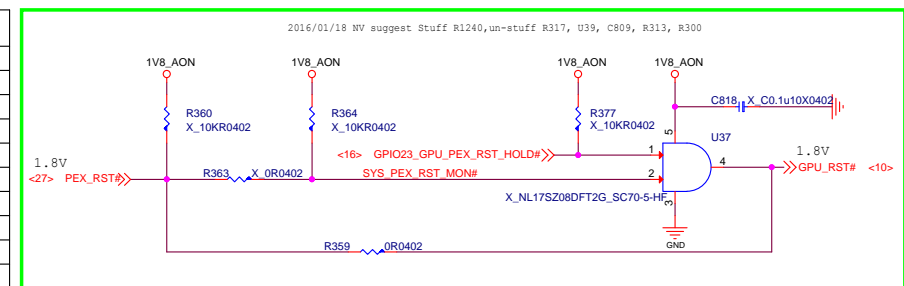 2016/01/18 NV suggest Stuff R1240,un-stuff R317, U39, C809, R313, R300
1V8_AON 1V8_AON 1V8_AON 1V8_AON
C818 X_C0.1u10X0402
R360 R364 R377
X_10KR0402 X_10KR0402 X_10KR0402
5 U37
1.8V <16> GPIO23_GPU_PEX_RST_HOLD# 1 1.8V
4
<27> PEX_RST# R363 X_0R0402 SYS_PEX_RST_MON# 2 GPU_RST# <10>
X_NL17SZ08DFT2G_SC70-5-HF
3
GND
R359 0R0402